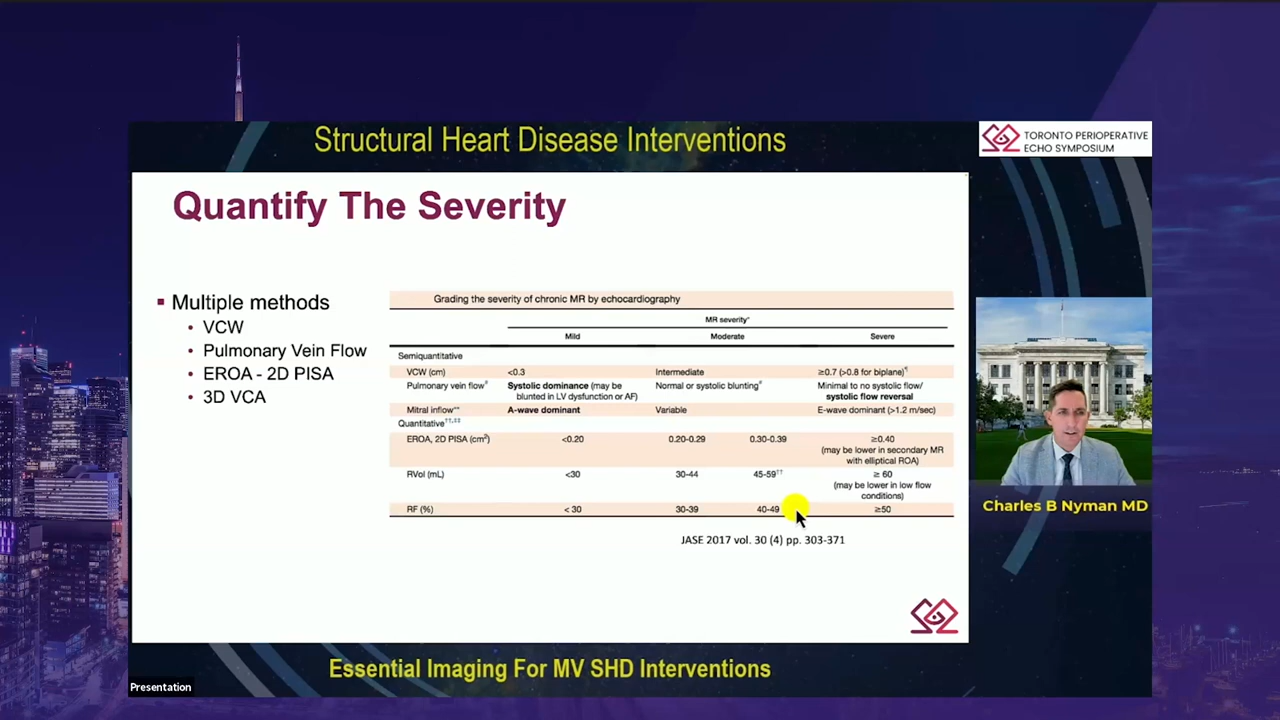 Structural Heart Disease Interventions
TORONTO PERIOPERATIVE
ECHO SYMPOSIUM
Quantify The Severity
▪ Multiple methods
• VCW
• Pulmonary Vein Flow
• EROA - 2D PISA
• 3D VCA
Grading the severity of chronic MR by echocardiography
MR severity*
Mild Moderate Severe
Semiquantitative
VCW (cm) <0.3 Intermediate ≥0.7 (>0.8 for biplane)¶
Pulmonary vein flow# Systolic dominance (may be Normal or systolic blunting# Minimal to no systolic flow/
blunted in LV dysfunction or AF) systolic flow reversal
Mitral inflow** A-wave dominant Variable E-wave dominant (>1.2 m/sec)
Quantitative††,‡‡
EROA, 2D PISA (cm²) <0.20 0.20-0.29 0.30-0.39 ≥0.40
(may be lower in secondary MR
with elliptical ROA)
RVol (mL) <30 30-44 45-59†† ≥ 60
(may be lower in low flow
conditions)
RF (%) < 30 30-39 40-49 ≥50
JASE 2017 vol. 30 (4) pp. 303-371
Charles B Nyman MD
Essential Imaging For MV SHD Interventions
Presentation